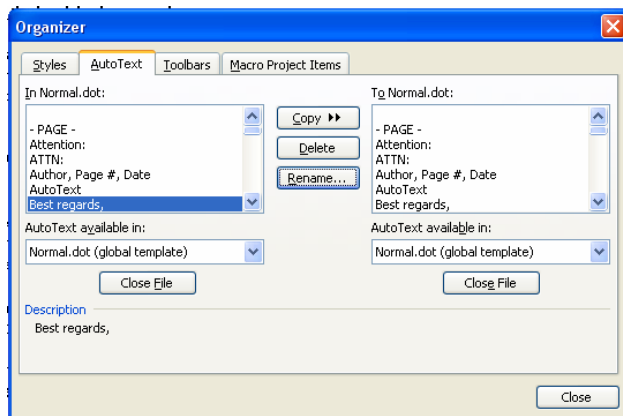 Organizer
Styles AutoText Toolbars Macro Project Items
In Normal.dot:
- PAGE -
Attention:
ATTN:
Author, Page #, Date
AutoText
Best regards,
AutoText available in:
Normal.dot (global template)
Close File
Copy
Delete
Rename...
To Normal.dot:
- PAGE -
Attention:
ATTN:
Author, Page #, Date
AutoText
Best regards,
AutoText available in:
Normal.dot (global template)
Close File
Description
Best regards,
Close